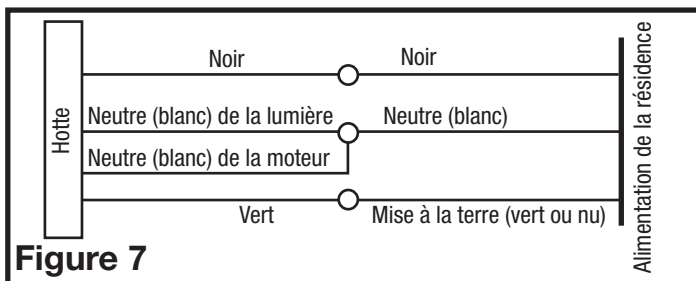 Hotte
Noir
Noir
Neutre (blanc) de la lumière
Neutre (blanc)
Neutre (blanc) de la moteur
Vert
Mise à la terre (vert ou nu)
Alimentation de la résidence
Figure 7